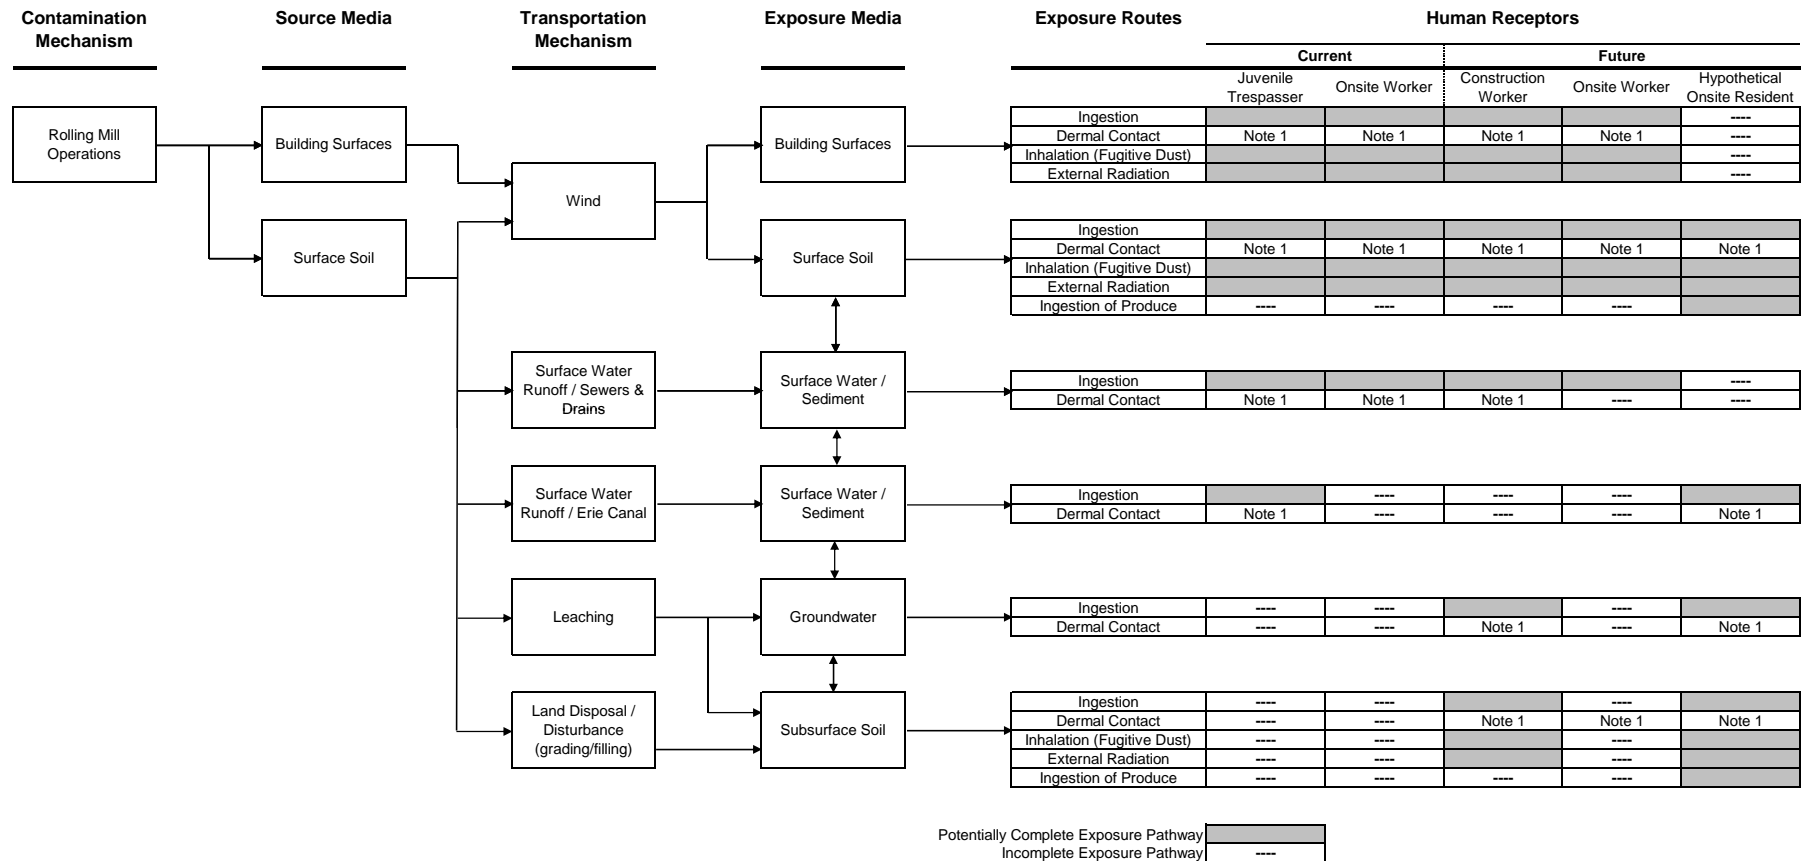 Contamination Mechanism
Source Media
Transportation Mechanism
Exposure Media
Exposure Routes
Human Receptors
Current
Future
Juvenile Trespasser
Onsite Worker
Construction Worker
Onsite Worker
Hypothetical Onsite Resident
Rolling Mill Operations
Building Surfaces
Surface Soil
Wind
Surface Water Runoff / Sewers & Drains
Surface Water Runoff / Erie Canal
Leaching
Land Disposal / Disturbance (grading/filling)
Building Surfaces
Ingestion ----
Dermal Contact Note 1 Note 1 Note 1 Note 1 ----
Inhalation (Fugitive Dust) ----
External Radiation ----
Surface Soil
Ingestion
Dermal Contact Note 1 Note 1 Note 1 Note 1 Note 1
Inhalation (Fugitive Dust)
External Radiation
Ingestion of Produce ---- ---- ---- ----
Surface Water / Sediment
Ingestion ----
Dermal Contact Note 1 Note 1 Note 1 ---- ----
Surface Water / Sediment
Ingestion ---- ---- ----
Dermal Contact Note 1 ---- ---- ---- Note 1
Groundwater
Ingestion ---- ---- ----
Dermal Contact ---- ---- Note 1 ---- Note 1
Subsurface Soil
Ingestion ---- ---- ----
Dermal Contact ---- ---- Note 1 Note 1 Note 1
Inhalation (Fugitive Dust) ---- ---- ----
External Radiation ---- ---- ----
Ingestion of Produce ---- ---- ---- ----
Potentially Complete Exposure Pathway
Incomplete Exposure Pathway ----